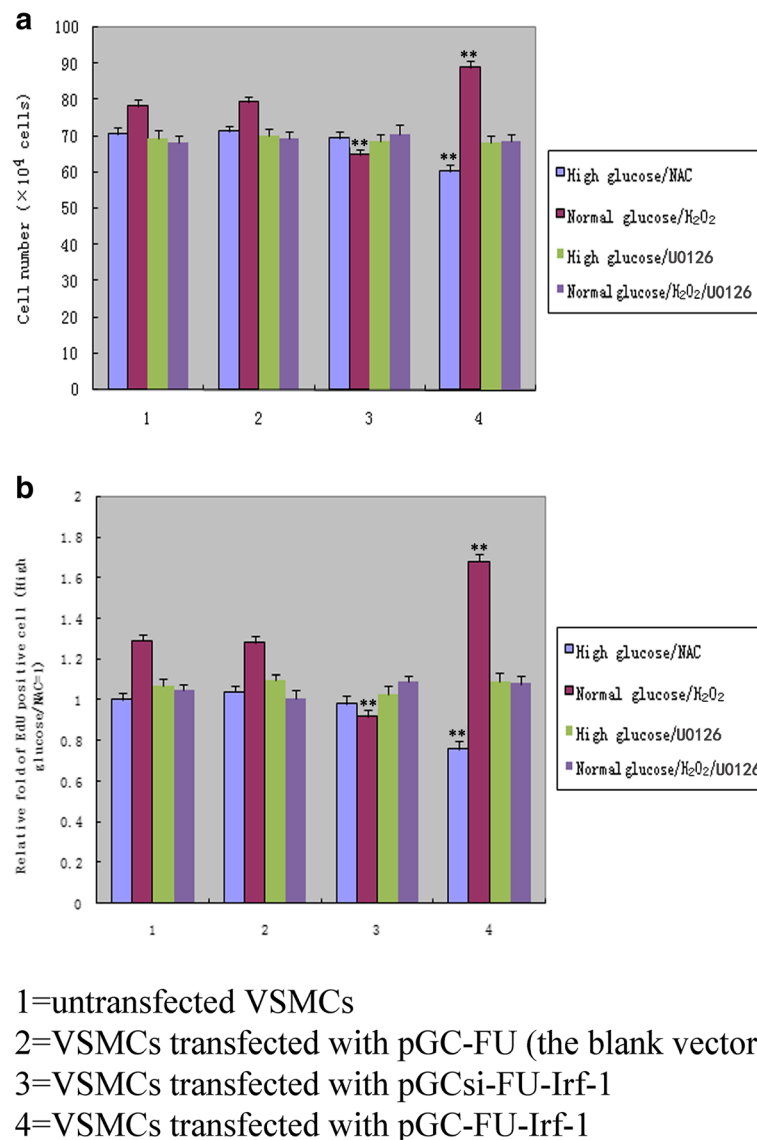 a
Cell number (×10⁴ cells)
100
90
80
70
60
50
40
30
20
10
0
**
**
**
1 2 3 4
High glucose/NAC
Normal glucose/H₂O₂
High glucose/U0126
Normal glucose/H₂O₂/U0126
b
Relative fold of EdU positive cell (High
glucose/NAC=1)
2
1.8
1.6
1.4
1.2
1
0.8
0.6
0.4
0.2
0
**
**
**
1 2 3 4
High glucose/NAC
Normal glucose/H₂O₂
High glucose/U0126
Normal glucose/H₂O₂/U0126
1=untransfected VSMCs
2=VSMCs transfected with pGC-FU (the blank vector
3=VSMCs transfected with pGCsi-FU-Irf-1
4=VSMCs transfected with pGC-FU-Irf-1